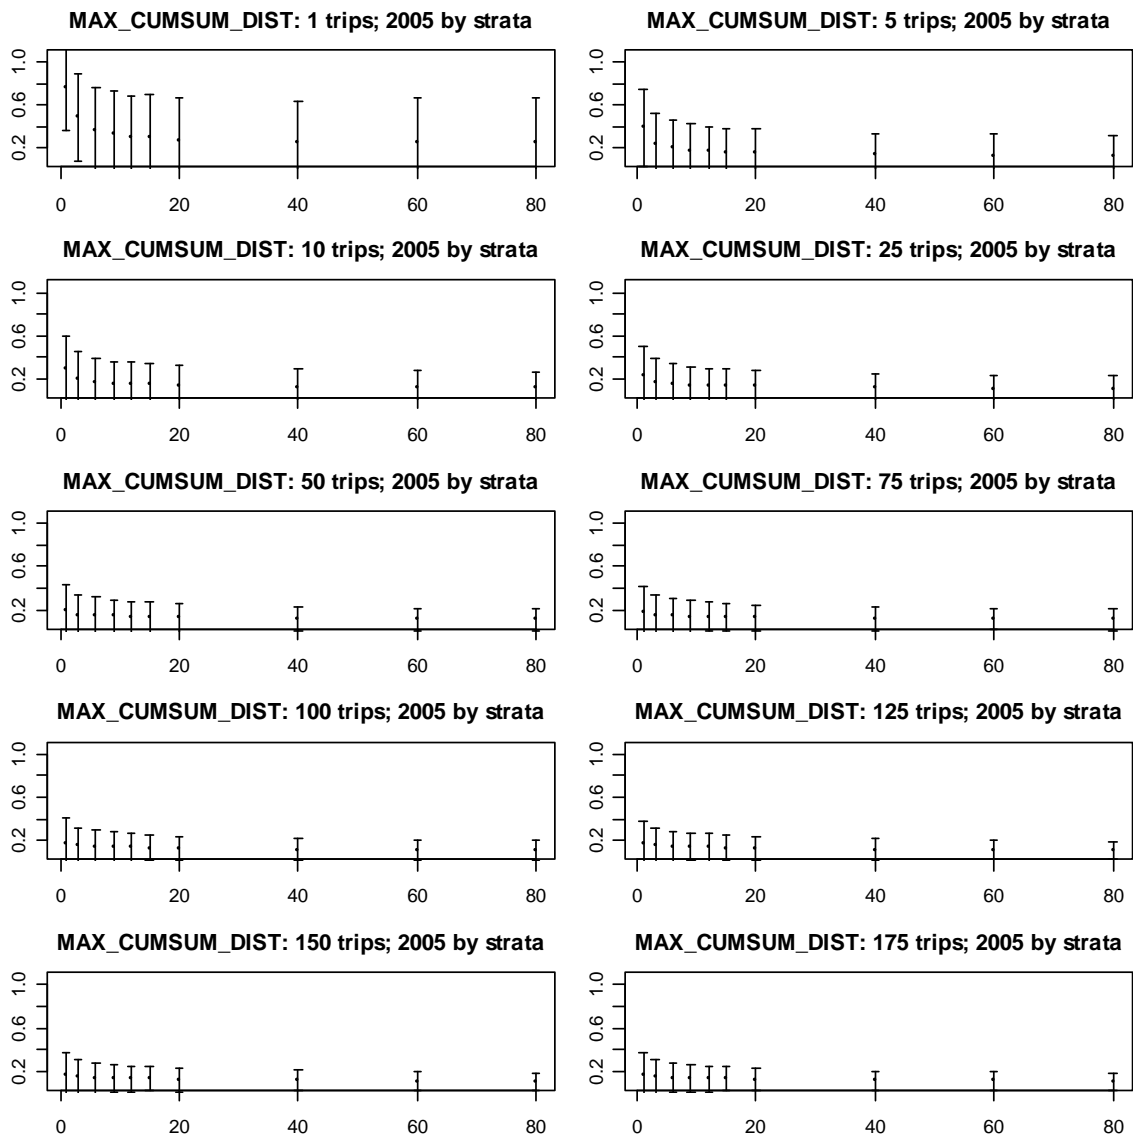 MAX_CUMSUM_DIST: 1 trips; 2005 by strata
0.2 0.6 1.0
0 20 40 60 80
MAX_CUMSUM_DIST: 5 trips; 2005 by strata
0.2 0.6 1.0
0 20 40 60 80
MAX_CUMSUM_DIST: 10 trips; 2005 by strata
0.2 0.6 1.0
0 20 40 60 80
MAX_CUMSUM_DIST: 25 trips; 2005 by strata
0.2 0.6 1.0
0 20 40 60 80
MAX_CUMSUM_DIST: 50 trips; 2005 by strata
0.2 0.6 1.0
0 20 40 60 80
MAX_CUMSUM_DIST: 75 trips; 2005 by strata
0.2 0.6 1.0
0 20 40 60 80
MAX_CUMSUM_DIST: 100 trips; 2005 by strata
0.2 0.6 1.0
0 20 40 60 80
MAX_CUMSUM_DIST: 125 trips; 2005 by strata
0.2 0.6 1.0
0 20 40 60 80
MAX_CUMSUM_DIST: 150 trips; 2005 by strata
0.2 0.6 1.0
0 20 40 60 80
MAX_CUMSUM_DIST: 175 trips; 2005 by strata
0.2 0.6 1.0
0 20 40 60 80